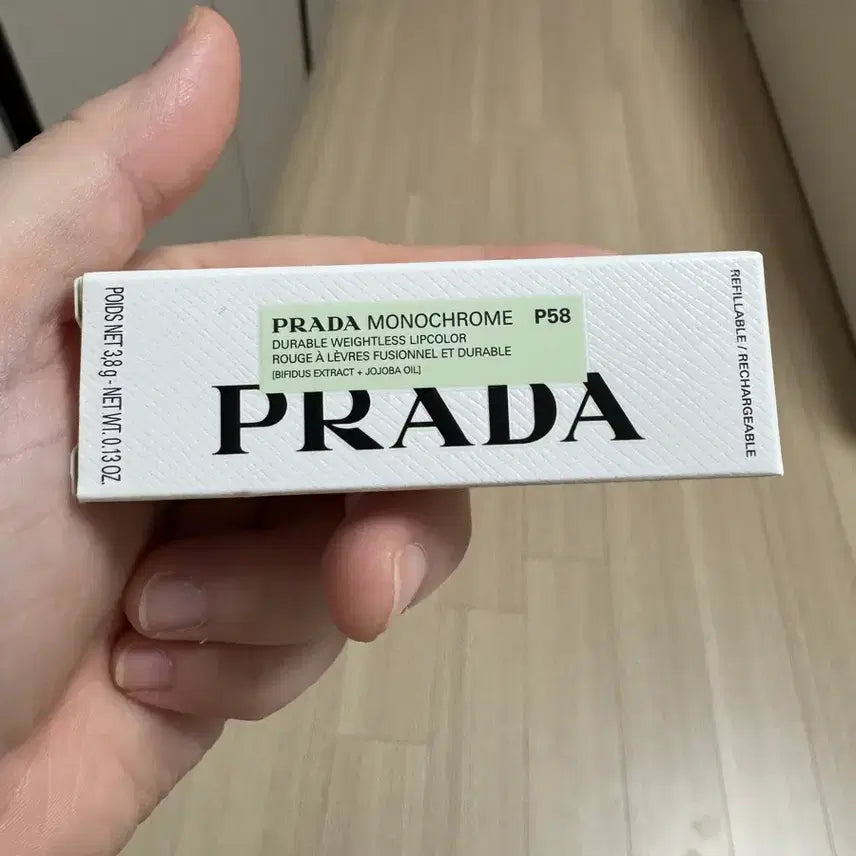 POIDS NET 3,8 g - NET WT. 0.13 OZ.
PRADA MONOCHROME P58
DURABLE WEIGHTLESS LIPCOLOR
ROUGE À LÈVRES FUSIONNEL ET DURABLE
[BIFIDUS EXTRACT + JOJOBA OIL]
PRADA
REFILLABLE / RECHARGEABLE